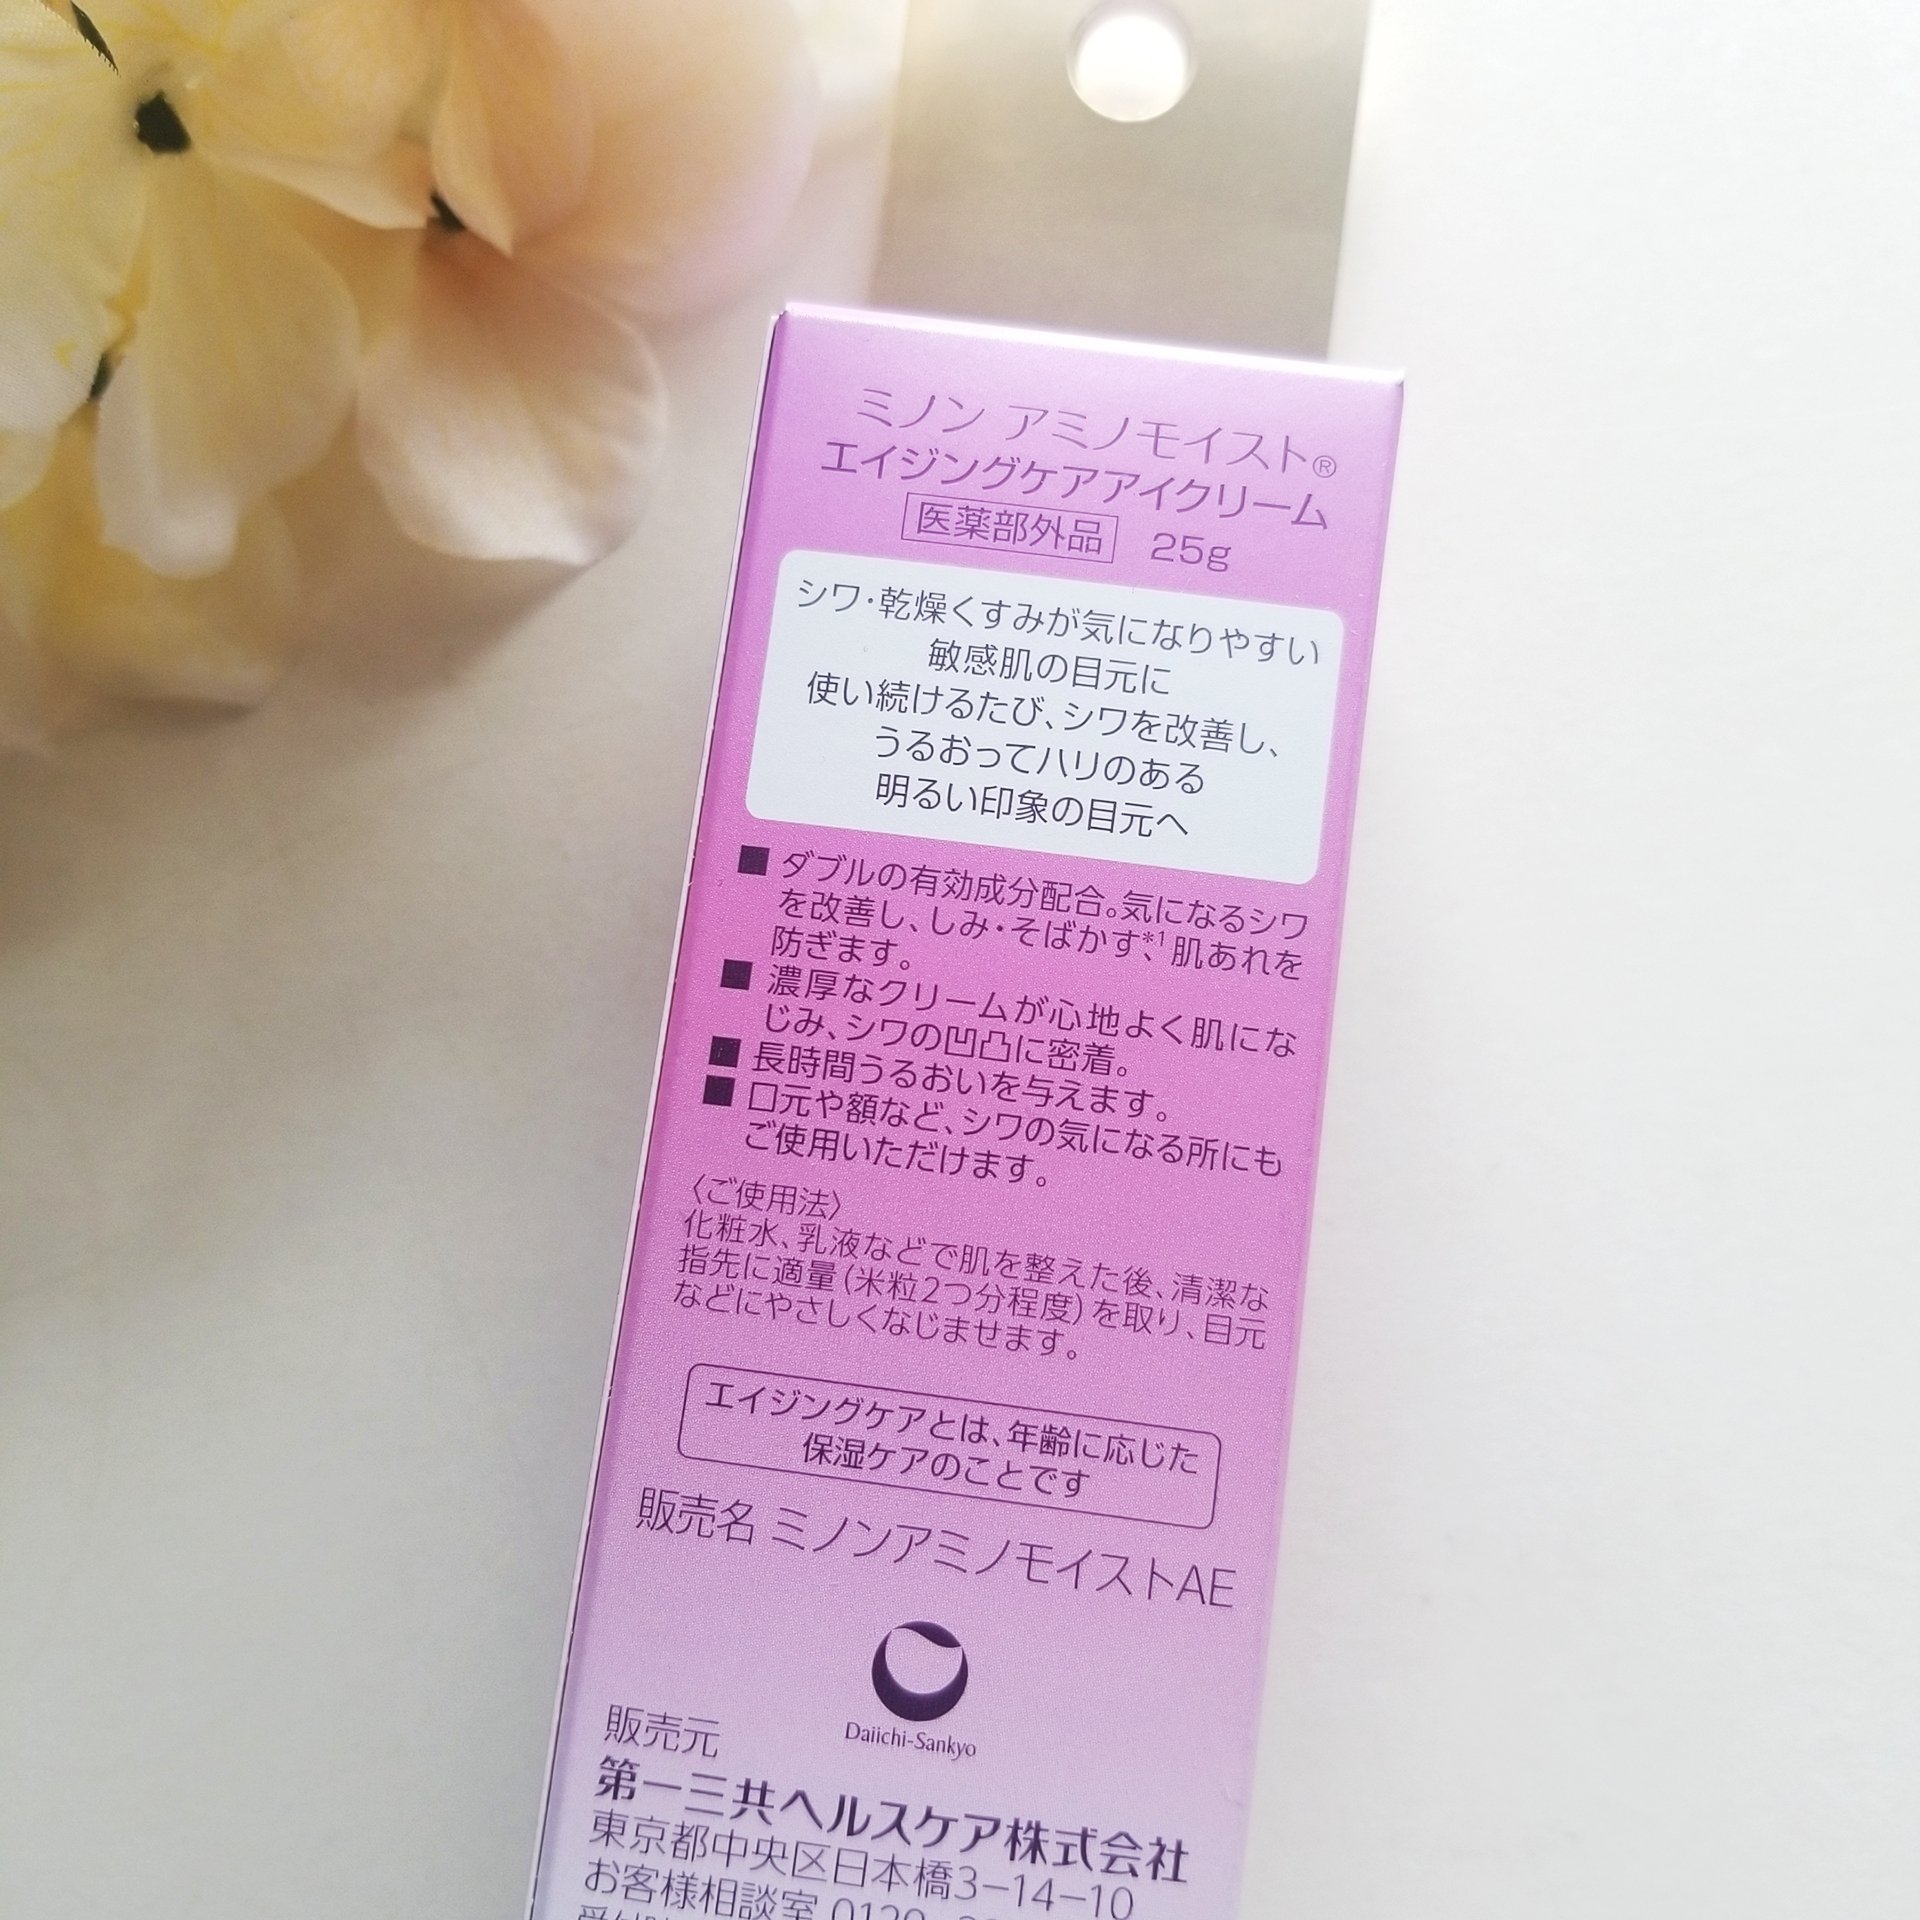 ミノン アミノモイスト®
エイジングケアアイクリーム
医薬部外品 25g
シワ・乾燥くすみが気になりやすい
敏感肌の目元に
使い続けるたび、シワを改善し、
うるおってハリのある
明るい印象の目元へ
■ ダブルの有効成分配合。気になるシワ
を改善し、しみ・そばかす*1、肌あれを
防ぎます。
■ 濃厚なクリームが心地よく肌にな
じみ、シワの凹凸に密着。
■ 長時間うるおいを与えます。
■ 口元や額など、シワの気になる所にも
ご使用いただけます。
〈ご使用法〉
化粧水、乳液などで肌を整えた後、清潔な
指先に適量(米粒2つ分程度)を取り、目元
などにやさしくなじませます。
エイジングケアとは、年齢に応じた
保湿ケアのことです
販売名 ミノンアミノモイストAE
Daiichi-Sankyo
販売元
第一三共ヘルスケア株式会社
東京都中央区日本橋3-14-10
お客様相談室 0120